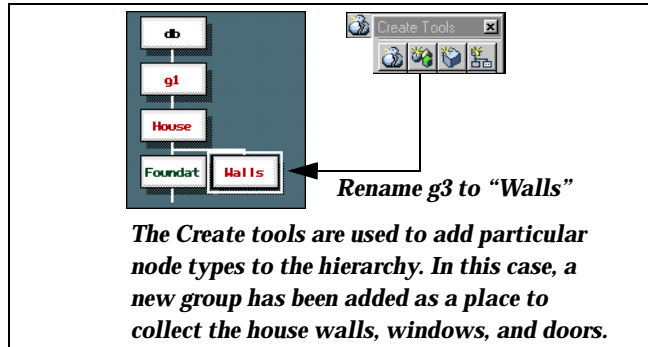 db
Create Tools
g1
House
Foundat
Walls
Rename g3 to “Walls”
The Create tools are used to add particular
node types to the hierarchy. In this case, a
new group has been added as a place to
collect the house walls, windows, and doors.